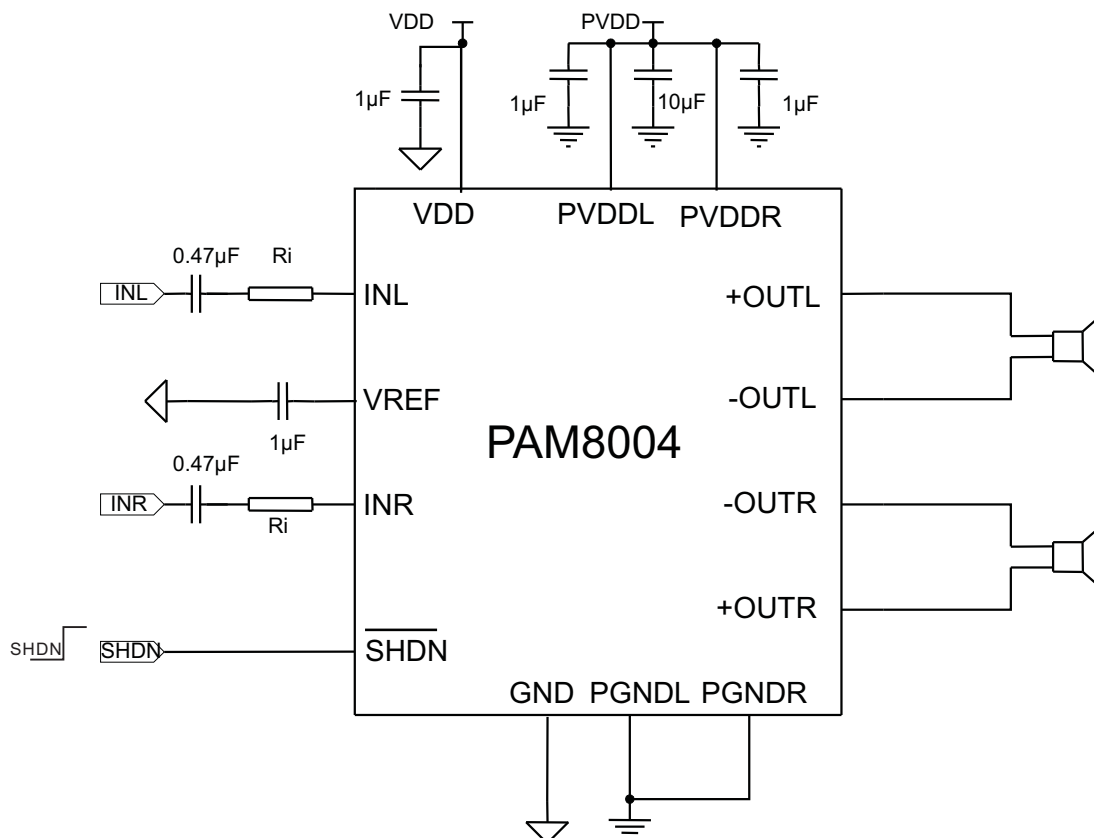 VDD
PVDD
1µF
1µF
10µF
1µF
VDD
PVDDL
PVDDR
0.47µF
Ri
INL
INL
+OUTL
VREF
-OUTL
1µF
PAM8004
0.47µF
INR
INR
-OUTR
Ri
+OUTR
SHDN
SHDN
SHDN
GND
PGNDL
PGNDR